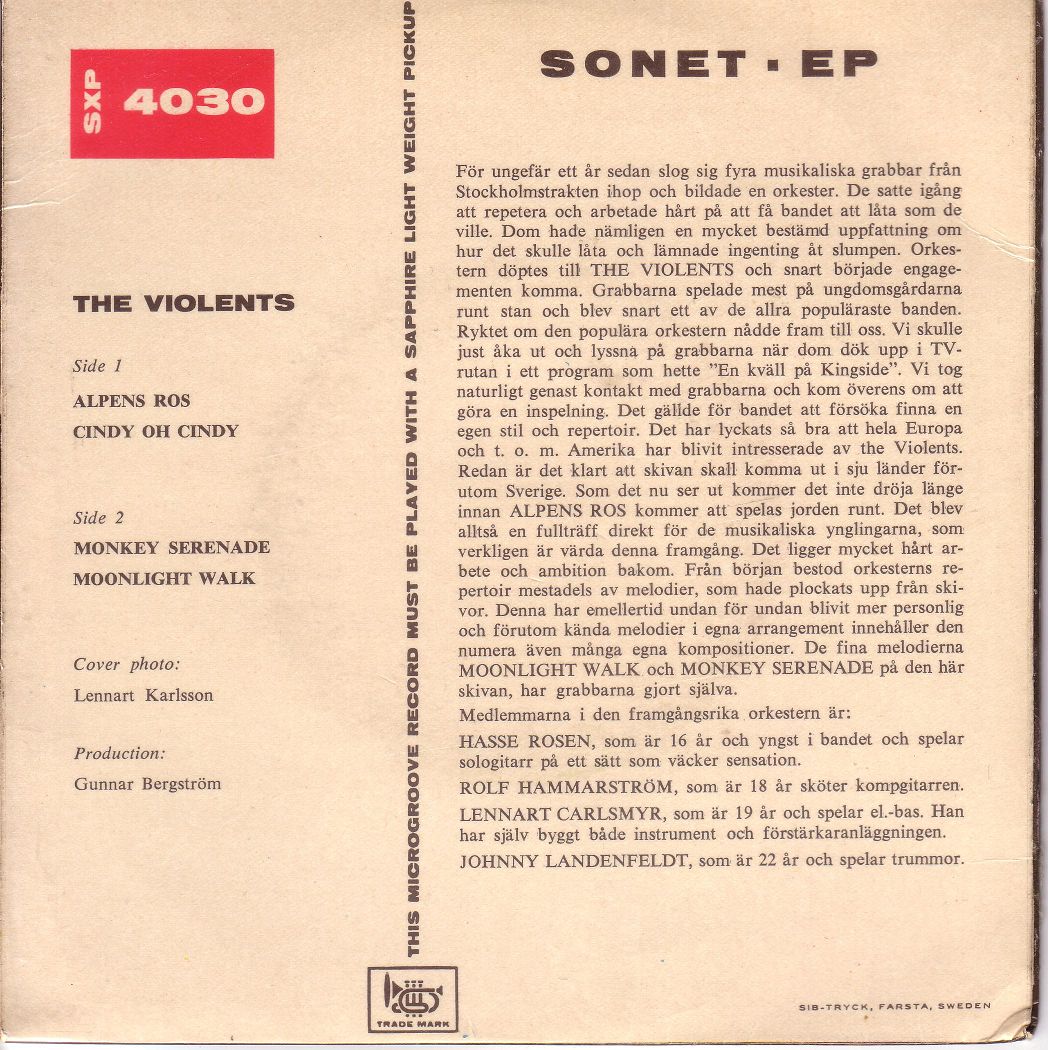 SXP 4030
THE VIOLENTS
Side 1
ALPENS ROS
CINDY OH CINDY
Side 2
MONKEY SERENADE
MOONLIGHT WALK
Cover photo:
Lennart Karlsson
Production:
Gunnar Bergström
THIS MICROGROOVE RECORD MUST BE PLAYED WITH A SAPPHIRE LIGHT WEIGHT PICKUP
TRADE MARK
SONET · EP
För ungefär ett år sedan slog sig fyra musikaliska grabbar från
Stockholmstrakten ihop och bildade en orkester. De satte igång
att repetera och arbetade hårt på att få bandet att låta som de
ville. Dom hade nämligen en mycket bestämd uppfattning om
hur det skulle låta och lämnade ingenting åt slumpen. Orkes-
tern döptes till THE VIOLENTS och snart började engage-
menten komma. Grabbarna spelade mest på ungdomsgårdarna
runt stan och blev snart ett av de allra populäraste banden.
Ryktet om den populära orkestern nådde fram till oss. Vi skulle
just åka ut och lyssna på grabbarna när dom dök upp i TV-
rutan i ett program som hette ”En kväll på Kingside”. Vi tog
naturligt genast kontakt med grabbarna och kom överens om att
göra en inspelning. Det gällde för bandet att försöka finna en
egen stil och repertoir. Det har lyckats så bra att hela Europa
och t. o. m. Amerika har blivit intresserade av the Violents.
Redan är det klart att skivan skall komma ut i sju länder för-
utom Sverige. Som det nu ser ut kommer det inte dröja länge
innan ALPENS ROS kommer att spelas jorden runt. Det blev
alltså en fullträff direkt för de musikaliska ynglingarna, som
verkligen är värda denna framgång. Det ligger mycket hårt ar-
bete och ambition bakom. Från början bestod orkesterns re-
pertoir mestadels av melodier, som hade plockats upp från ski-
vor. Denna har emellertid undan för undan blivit mer personlig
och förutom kända melodier i egna arrangement innehåller den
numera även många egna kompositioner. De fina melodierna
MOONLIGHT WALK och MONKEY SERENADE på den här
skivan, har grabbarna gjort själva.
Medlemmarna i den framgångsrika orkestern är:
HASSE ROSEN, som är 16 år och yngst i bandet och spelar
sologitarr på ett sätt som väcker sensation.
ROLF HAMMARSTRÖM, som är 18 år sköter kompgitarren.
LENNART CARLSMYR, som är 19 år och spelar el.-bas. Han
har själv byggt både instrument och förstärkaranläggningen.
JOHNNY LANDENFELDT, som är 22 år och spelar trummor.
SIB-TRYCK, FARSTA, SWEDEN